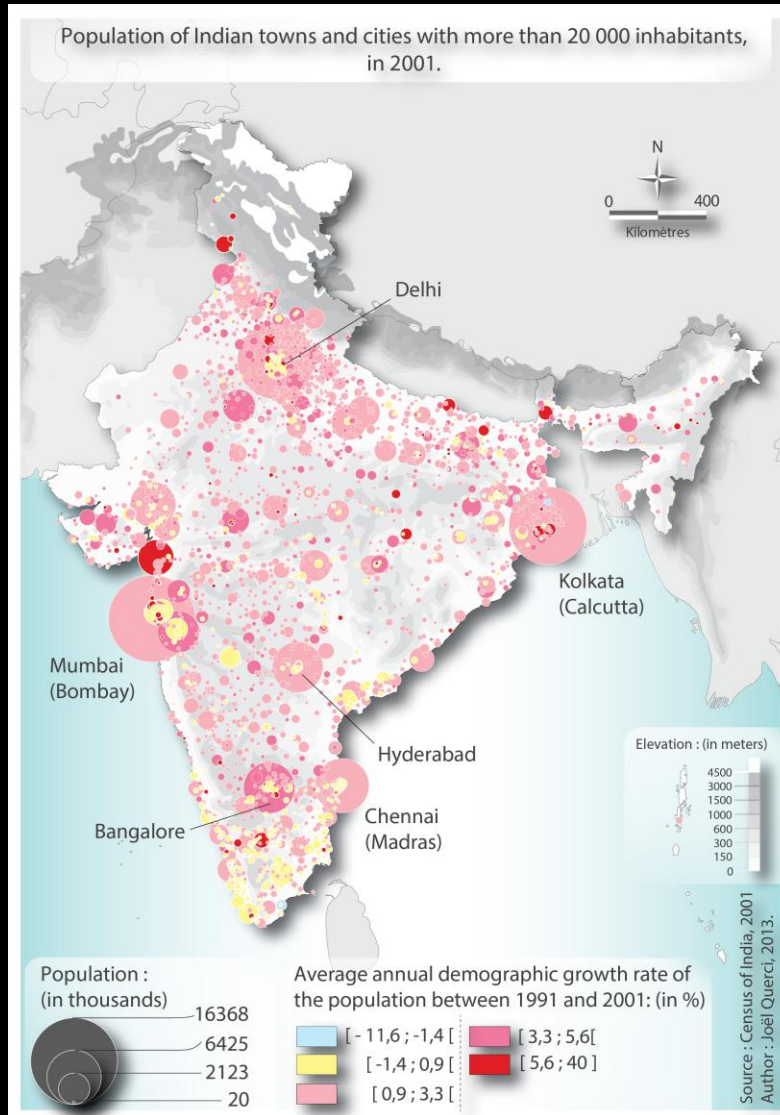 Population of Indian towns and cities with more than 20 000 inhabitants,
in 2001.
N
0 400
Kilomètres
Delhi
Kolkata
(Calcutta)
Mumbai
(Bombay)
Hyderabad
Bangalore
Chennai
(Madras)
Elevation : (in meters)
4500
3000
1500
1000
600
300
150
0
Population :
(in thousands)
16368
6425
2123
20
Average annual demographic growth rate of
the population between 1991 and 2001: (in %)
[ - 11,6 ; -1,4 [
[ -1,4 ; 0,9 [
[ 0,9 ; 3,3 [
[ 3,3 ; 5,6[
[ 5,6 ; 40 ]
Source : Census of India, 2001
Author : Joël Querci, 2013.